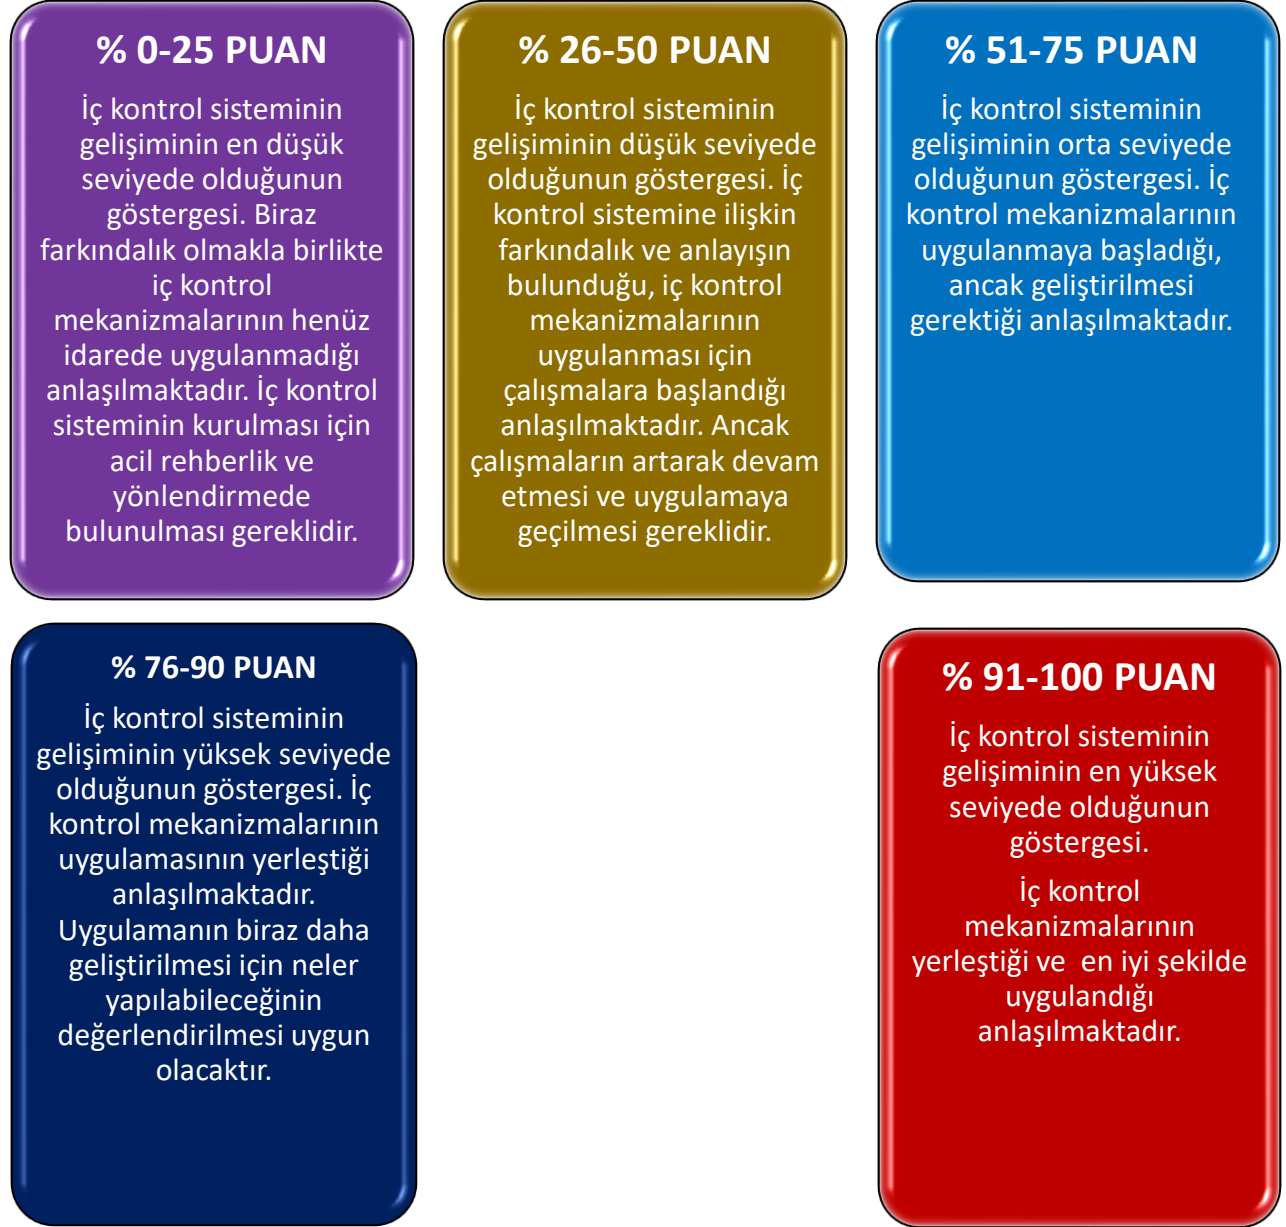 % 0-25 PUAN
İç kontrol sisteminin
gelişiminin en düşük
seviyede olduğunun
göstergesi. Biraz
farkındalık olmakla birlikte
iç kontrol
mekanizmalarının henüz
idarede uygulanmadığı
anlaşılmaktadır. İç kontrol
sisteminin kurulması için
acil rehberlik ve
yönlendirmede
bulunulması gereklidir.
% 26-50 PUAN
İç kontrol sisteminin
gelişiminin düşük seviyede
olduğunun göstergesi. İç
kontrol sistemine ilişkin
farkındalık ve anlayışın
bulunduğu, iç kontrol
mekanizmalarının
uygulanması için
çalışmalara başlandığı
anlaşılmaktadır. Ancak
çalışmaların artarak devam
etmesi ve uygulamaya
geçilmesi gereklidir.
% 51-75 PUAN
İç kontrol sisteminin
gelişiminin orta seviyede
olduğunun göstergesi. İç
kontrol mekanizmalarının
uygulanmaya başladığı,
ancak geliştirilmesi
gerektiği anlaşılmaktadır.
% 76-90 PUAN
İç kontrol sisteminin
gelişiminin yüksek seviyede
olduğunun göstergesi. İç
kontrol mekanizmalarının
uygulamasının yerleştiği
anlaşılmaktadır.
Uygulamanın biraz daha
geliştirilmesi için neler
yapılabileceğinin
değerlendirilmesi uygun
olacaktır.
% 91-100 PUAN
İç kontrol sisteminin
gelişiminin en yüksek
seviyede olduğunun
göstergesi.
İç kontrol
mekanizmalarının
yerleştiği ve  en iyi şekilde
uygulandığı
anlaşılmaktadır.